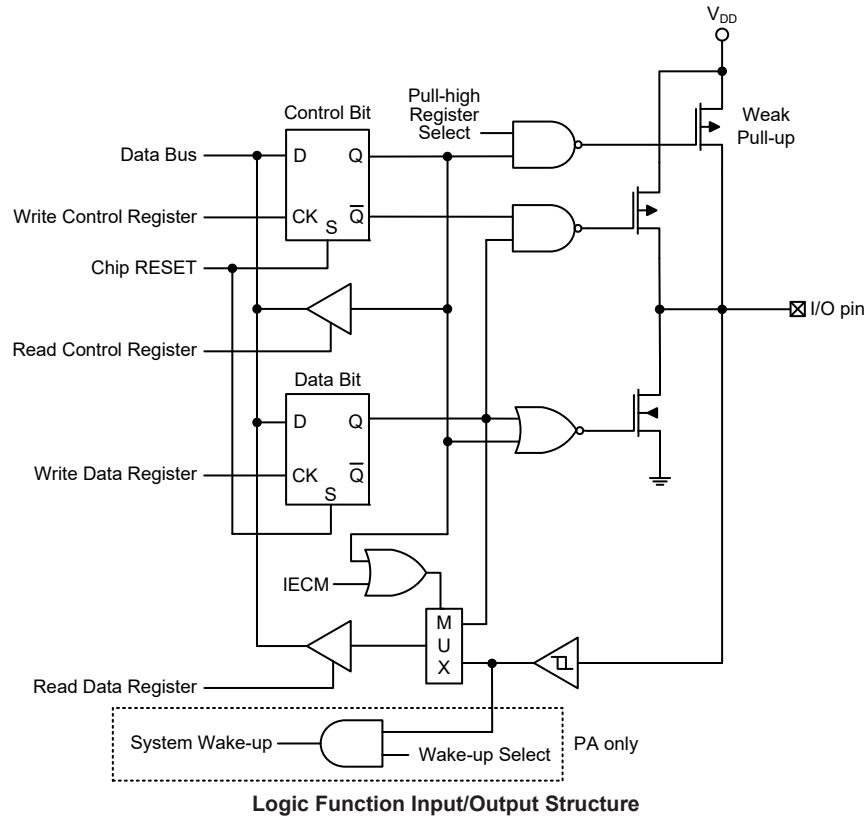 V_DD
Control Bit
Pull-high
Register
Select
Weak
Pull-up
Data Bus
D
Q
Write Control Register
CK
Q̅
S
Chip RESET
I/O pin
Read Control Register
Data Bit
D
Q
Write Data Register
CK
Q̅
S
IECM
M
U
X
Read Data Register
System Wake-up
Wake-up Select
PA only
Logic Function Input/Output Structure